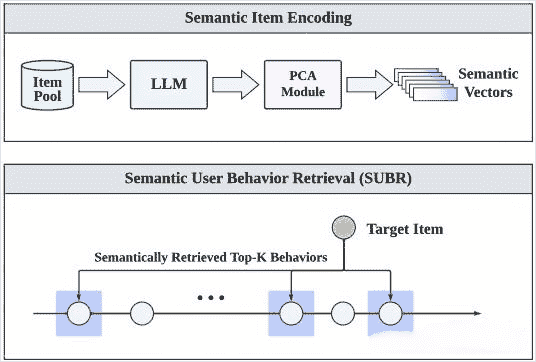 Semantic Item Encoding
Item
Pool
LLM
PCA
Module
Semantic
Vectors
Semantic User Behavior Retrieval (SUBR)
Target Item
Semantically Retrieved Top-K Behaviors